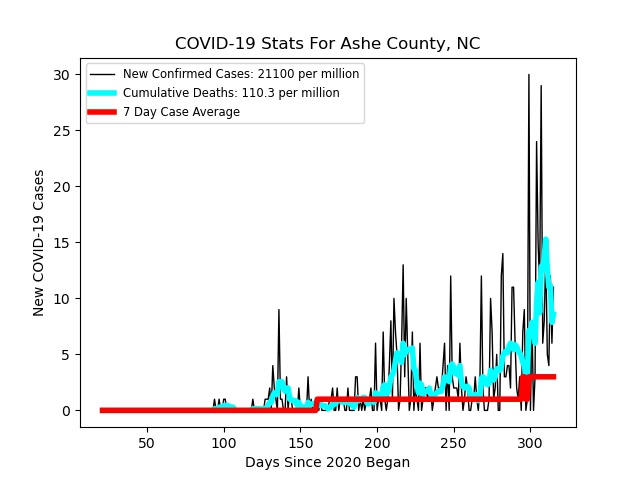 COVID-19 Stats For Ashe County, NC
New Confirmed Cases: 21100 per million
Cumulative Deaths: 110.3 per million
7 Day Case Average
New COVID-19 Cases
30
25
20
15
10
5
0
50 100 150 200 250 300
Days Since 2020 Began